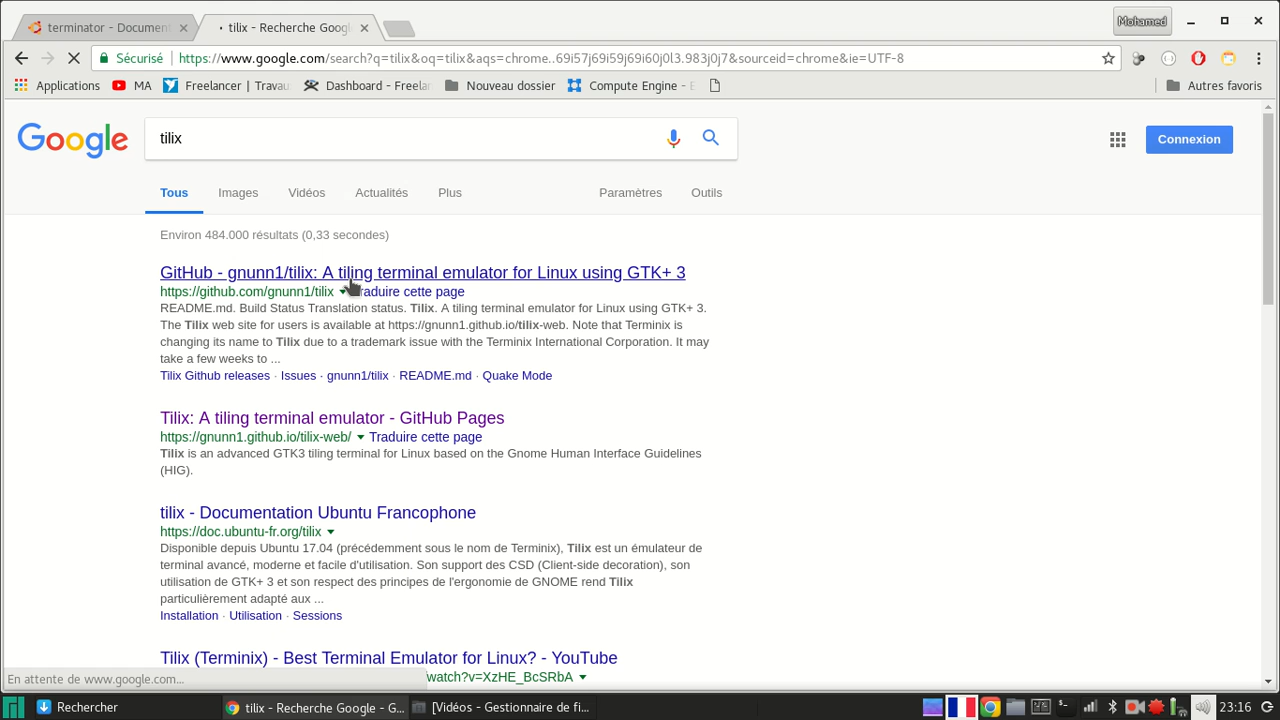 terminator - Document
tilix - Recherche Googl
Mohamed
Sécurisé
https://www.google.com/search?q=tilix&oq=tilix&aqs=chrome..69i57j69i59j69i60j0l3.983j0j7&sourceid=chrome&ie=UTF-8
Applications
MA
Freelancer | Travau
Dashboard - Freelan
Nouveau dossier
Compute Engine - E
Autres favoris
Google
tilix
Connexion
Tous Images Vidéos Actualités Plus Paramètres Outils
Environ 484.000 résultats (0,33 secondes)
GitHub - gnunn1/tilix: A tiling terminal emulator for Linux using GTK+ 3
https://github.com/gnunn1/tilix Traduire cette page
README.md. Build Status Translation status. Tilix. A tiling terminal emulator for Linux using GTK+ 3.
The Tilix web site for users is available at https://gnunn1.github.io/tilix-web. Note that Terminix is
changing its name to Tilix due to a trademark issue with the Terminix International Corporation. It may
take a few weeks to ...
Tilix Github releases · Issues · gnunn1/tilix · README.md · Quake Mode
Tilix: A tiling terminal emulator - GitHub Pages
https://gnunn1.github.io/tilix-web/ Traduire cette page
Tilix is an advanced GTK3 tiling terminal for Linux based on the Gnome Human Interface Guidelines
(HIG).
tilix - Documentation Ubuntu Francophone
https://doc.ubuntu-fr.org/tilix
Disponible depuis Ubuntu 17.04 (précédemment sous le nom de Terminix), Tilix est un émulateur de
terminal avancé, moderne et facile d'utilisation. Son support des CSD (Client-side decoration), son
utilisation de GTK+ 3 et son respect des principes de l'ergonomie de GNOME rend Tilix
particulièrement adapté aux ...
Installation · Utilisation · Sessions
Tilix (Terminix) - Best Terminal Emulator for Linux? - YouTube
watch?v=XzHE_BcSRbA
En attente de www.google.com...
Rechercher
tilix - Recherche Google - G...
[Vidéos - Gestionnaire de fi...
23:16